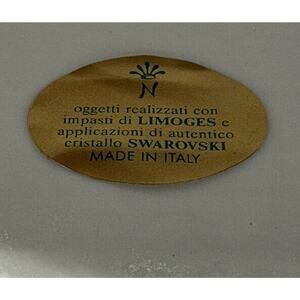 N
oggetti realizzati con
impasti di LIMOGES e
applicazioni di autentico
cristallo SWAROVSKI
MADE IN ITALY